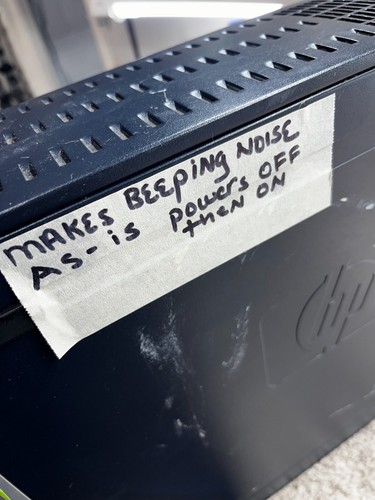 MAKES BEEPING NOISE
AS-is Powers OFF
theN ON
hp